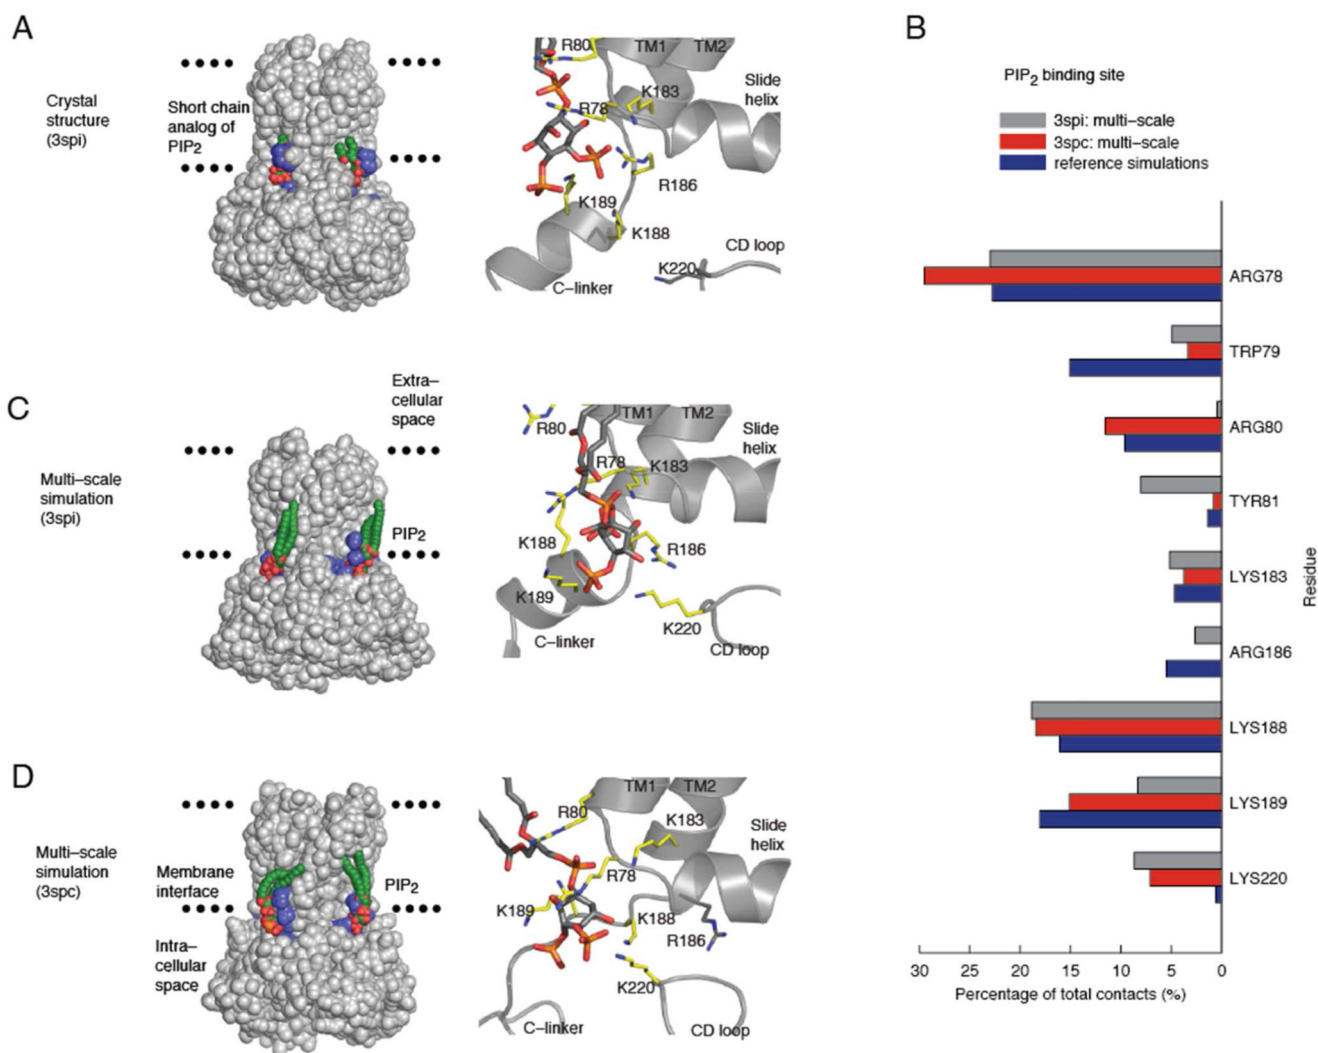 A
Crystal
structure
(3spi)
Short chain
analog of
PIP2
R80
TM1
TM2
Slide
helix
K183
R78
R186
K189
K188
CD loop
K220
C–linker
B
PIP2 binding site
3spi: multi–scale
3spc: multi–scale
reference simulations
ARG78
TRP79
ARG80
TYR81
LYS183
ARG186
LYS188
LYS189
LYS220
Residue
30 25 20 15 10 5 0
Percentage of total contacts (%)
C
Extra–
cellular
space
Multi–scale
simulation
(3spi)
PIP2
TM1
TM2
R80
Slide
helix
R78
K183
K188
R186
K189
K220
C–linker
CD loop
D
Multi–scale
simulation
(3spc)
Membrane
interface
PIP2
Intra–
cellular
space
TM1
TM2
R80
K183
Slide
helix
R78
K189
K188
R186
K220
C–linker
CD loop